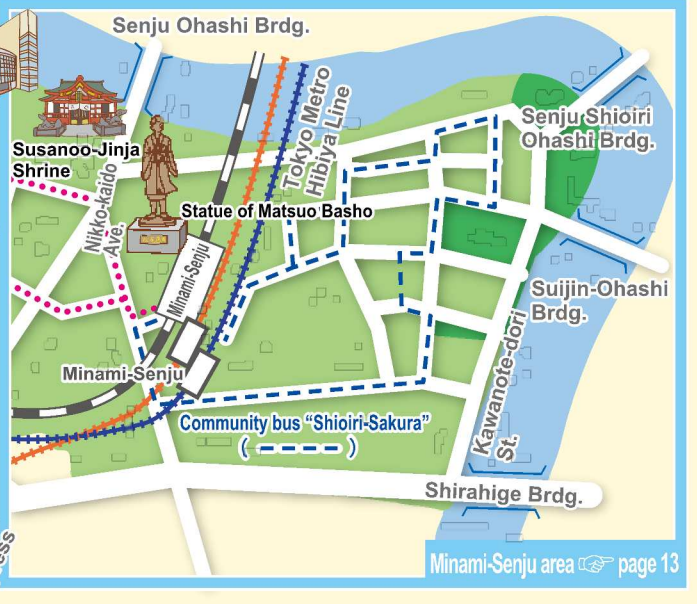 Senju Ohashi Brdg.
Tokyo Metro
Hibiya Line
Senju Shioiri
Ohashi Brdg.
Susanoo-Jinja
Shrine
Nikko-kaido
Ave.
Statue of Matsuo Basho
Minami-Senju
Suijin-Ohashi
Brdg.
Minami-Senju
Kawanote-dori
St.
Community bus “Shioiri-Sakura”
( )
Shirahige Brdg.
Minami-Senju area ☞ page 13